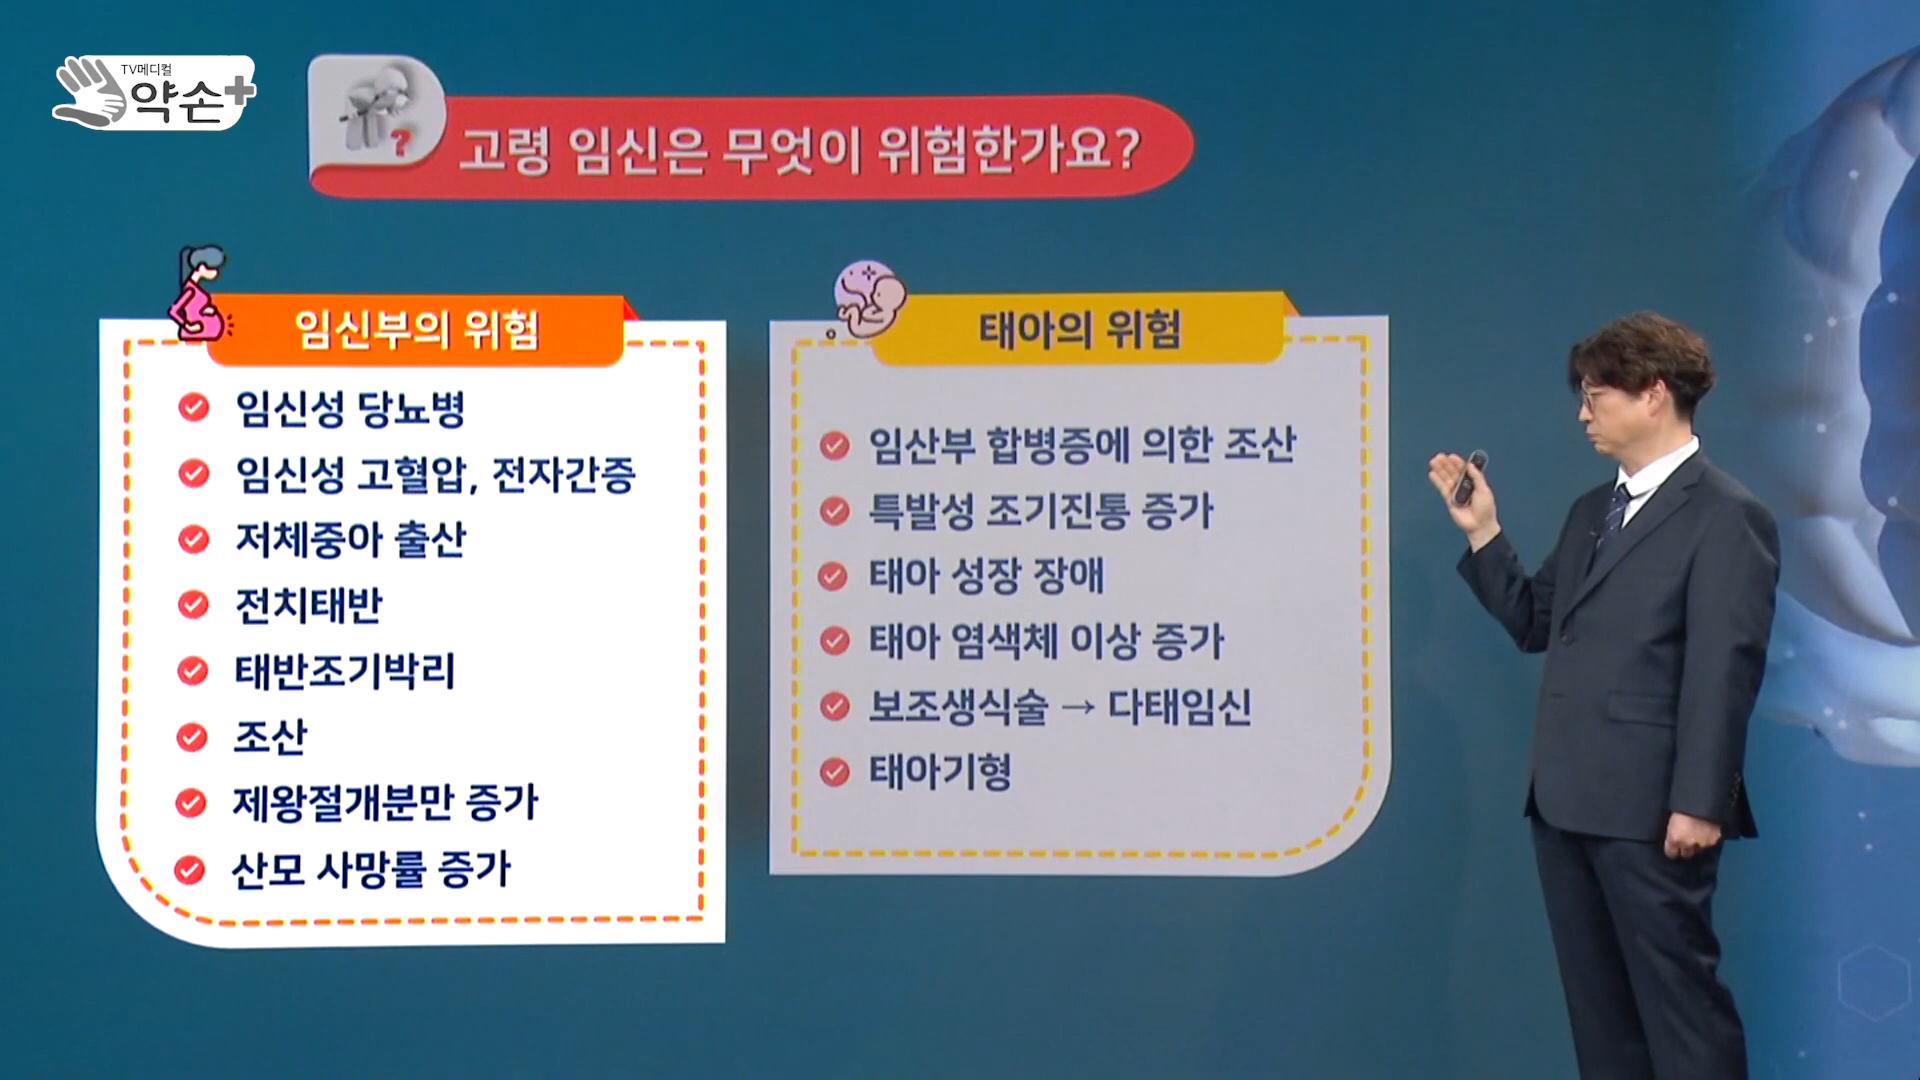 TV메디컬
약손+
고령 임신은 무엇이 위험한가요?
임신부의 위험
임신성 당뇨병
임신성 고혈압, 전자간증
저체중아 출산
전치태반
태반조기박리
조산
제왕절개분만 증가
산모 사망률 증가
태아의 위험
임산부 합병증에 의한 조산
특발성 조기진통 증가
태아 성장 장애
태아 염색체 이상 증가
보조생식술 → 다태임신
태아기형